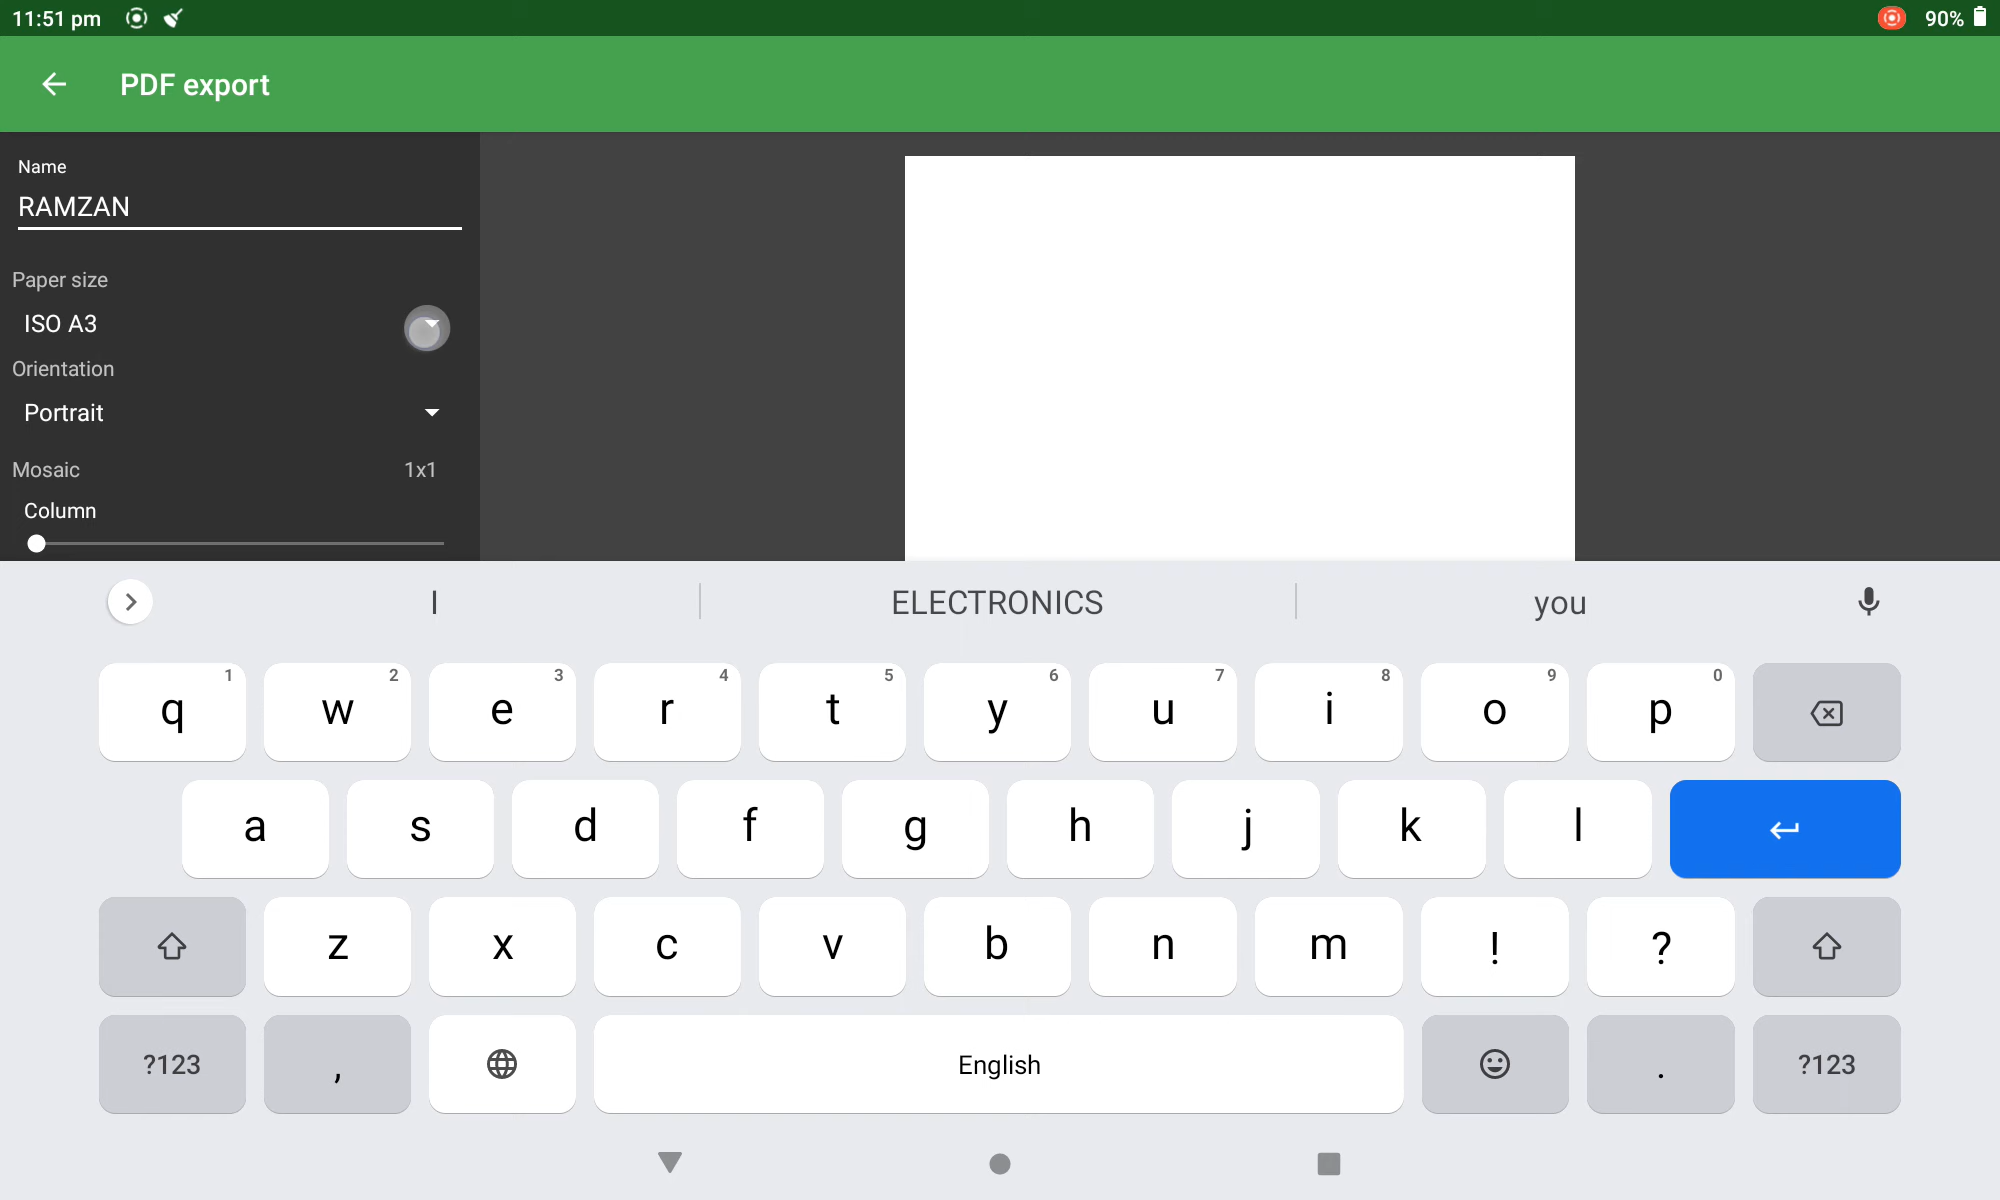 11:51 pm
90%
PDF export
Name
RAMZAN
Paper size
ISO A3
Orientation
Portrait
Mosaic 1x1
Column
I ELECTRONICS you
q 1 w 2 e 3 r 4 t 5 y 6 u 7 i 8 o 9 p 0
a s d f g h j k l
z x c v b n m ! ?
?123 , English . ?123